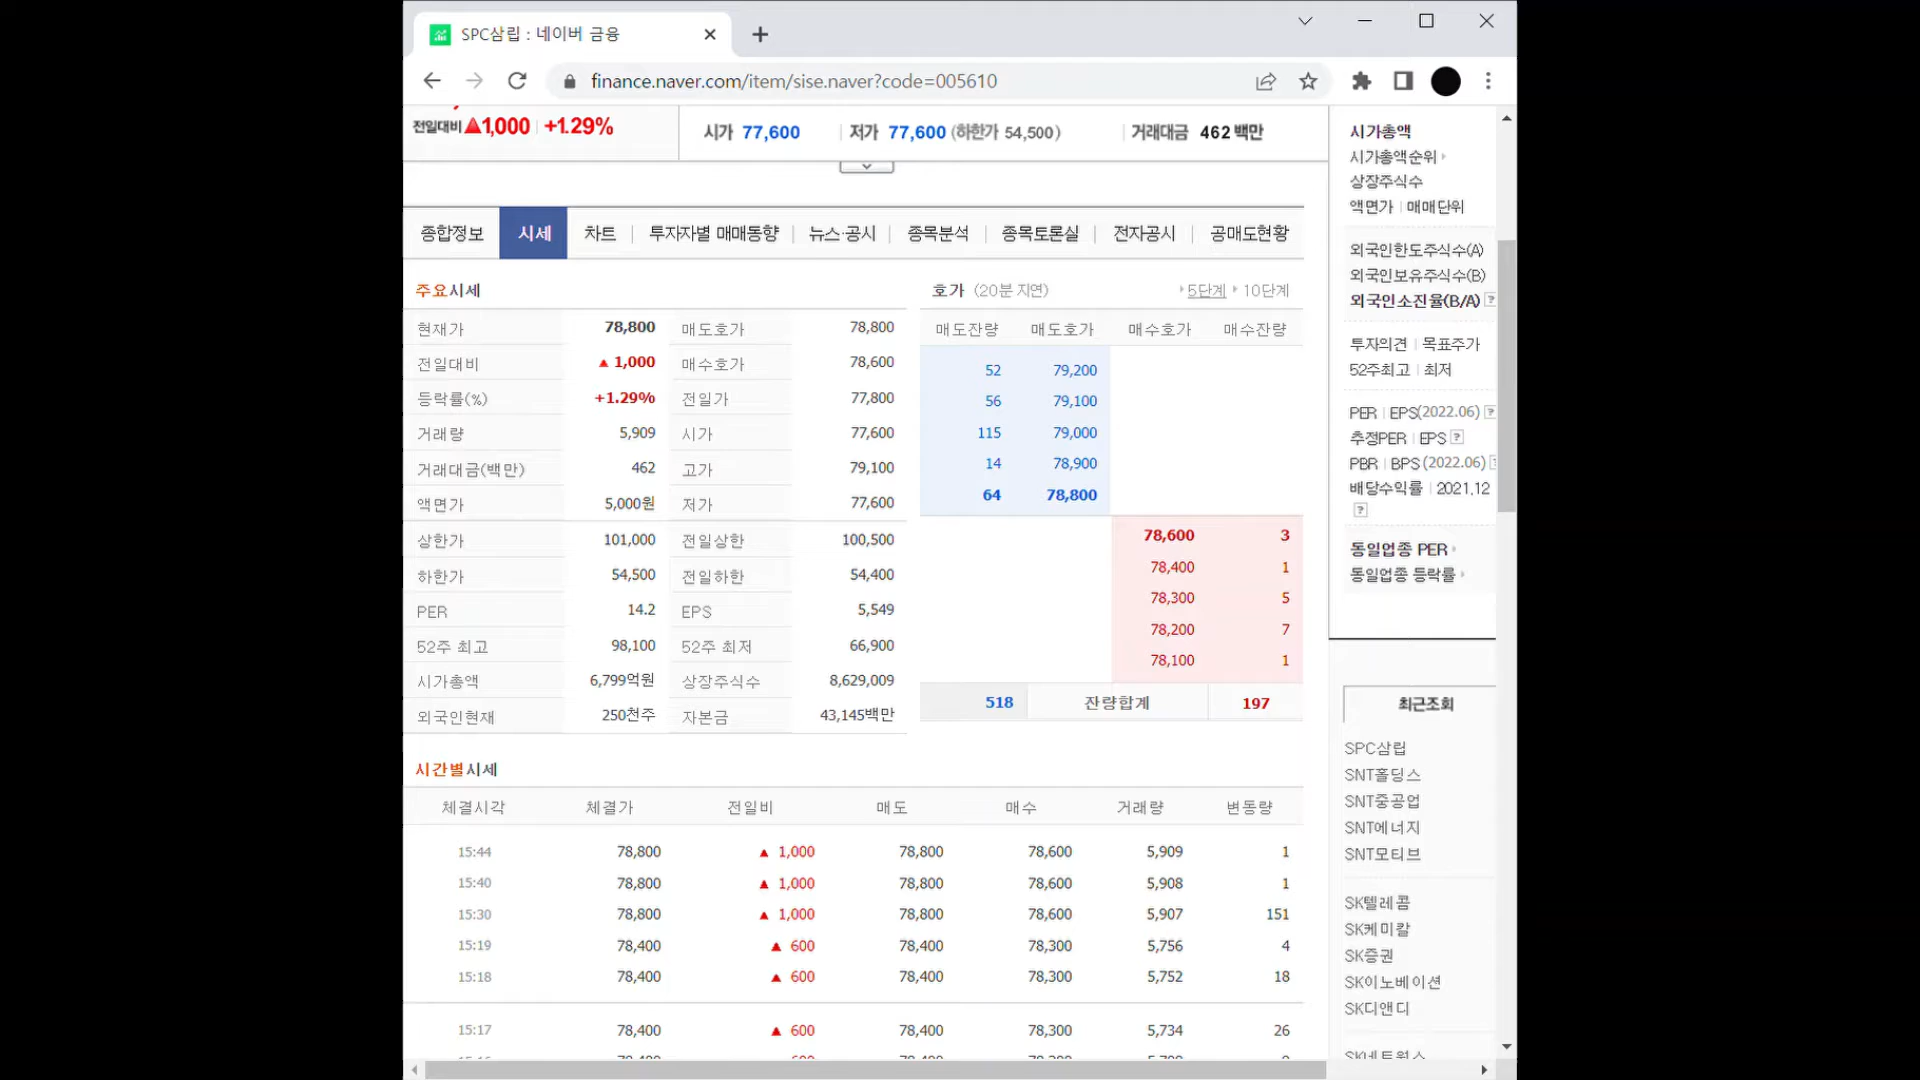 SPC삼립 : 네이버 금융
finance.naver.com/item/sise.naver?code=005610
전일대비 ▲1,000 +1.29%
시가 77,600 저가 77,600 (하한가 54,500) 거래대금 462 백만
종합정보 시세 차트 투자자별 매매동향 뉴스·공시 종목분석 종목토론실 전자공시 공매도현황
주요시세
현재가 78,800 매도호가 78,800
전일대비 ▲ 1,000 매수호가 78,600
등락률(%) +1.29% 전일가 77,800
거래량 5,909 시가 77,600
거래대금(백만) 462 고가 79,100
액면가 5,000원 저가 77,600
상한가 101,000 전일상한 100,500
하한가 54,500 전일하한 54,400
PER 14.2 EPS 5,549
52주 최고 98,100 52주 최저 66,900
시가총액 6,799억원 상장주식수 8,629,009
외국인현재 250천주 자본금 43,145백만
호가 (20분 지연) 5단계 10단계
매도잔량 매도호가 매수호가 매수잔량
52 79,200
56 79,100
115 79,000
14 78,900
64 78,800
78,600 3
78,400 1
78,300 5
78,200 7
78,100 1
518 잔량합계 197
시간별시세
체결시각 체결가 전일비 매도 매수 거래량 변동량
15:44 78,800 ▲ 1,000 78,800 78,600 5,909 1
15:40 78,800 ▲ 1,000 78,800 78,600 5,908 1
15:30 78,800 ▲ 1,000 78,800 78,600 5,907 151
15:19 78,400 ▲ 600 78,400 78,300 5,756 4
15:18 78,400 ▲ 600 78,400 78,300 5,752 18
15:17 78,400 ▲ 600 78,400 78,300 5,734 26
시가총액
시가총액순위
상장주식수
액면가 | 매매단위
외국인한도주식수(A)
외국인보유주식수(B)
외국인소진율(B/A) ?
투자의견 | 목표주가
52주최고 | 최저
PER | EPS(2022.06) ?
추정PER | EPS ?
PBR | BPS (2022.06) ?
배당수익률 | 2021.12
?
동일업종 PER
동일업종 등락률
최근조회
SPC삼립
SNT홀딩스
SNT중공업
SNT에너지
SNT모티브
SK텔레콤
SK케미칼
SK증권
SK이노베이션
SK디앤디
SK네트웍스